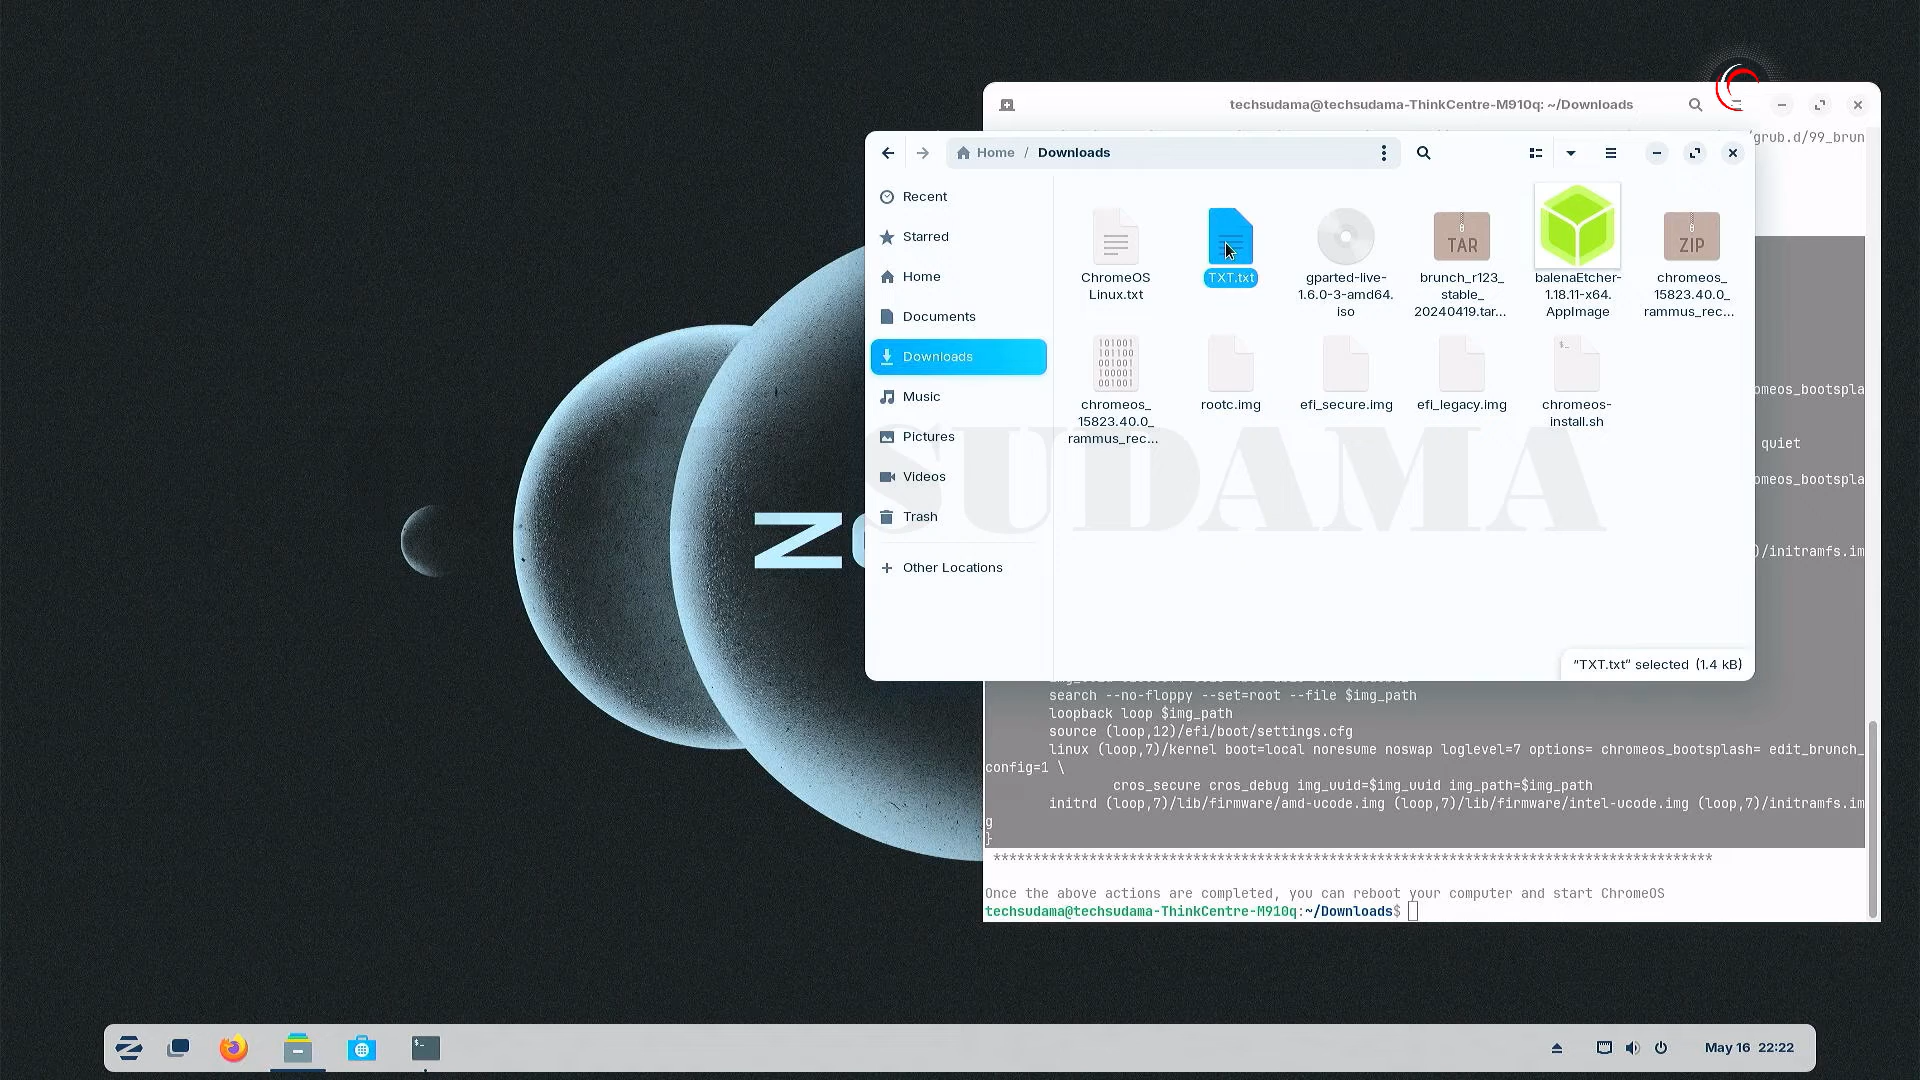 techsudama@techsudama-ThinkCentre-M910q: ~/Downloads
/grub.d/99_brun
Home / Downloads
Recent
Starred
Home
Documents
Downloads
Music
Pictures
Videos
Trash
Other Locations
ChromeOS
Linux.txt
TXT.txt
gparted-live-
1.6.0-3-amd64.
iso
brunch_r123_
stable_
20240419.tar...
balenaEtcher-
1.18.11-x64.
AppImage
chromeos_
15823.40.0_
rammus_rec...
TAR
ZIP
101001
101100
001001
100001
001001
chromeos_
15823.40.0_
rammus_rec...
rootc.img
efi_secure.img
efi_legacy.img
$_
chromeos-
install.sh
omeos_bootspla
quiet
omeos_bootspla
)/initramfs.im
SUDAMA
"TXT.txt" selected (1.4 kB)
search --no-floppy --set=root --file $img_path
loopback loop $img_path
source (loop,12)/efi/boot/settings.cfg
linux (loop,7)/kernel boot=local noresume noswap loglevel=7 options= chromeos_bootsplash= edit_brunch_
config=1 \
cros_secure cros_debug img_uuid=$img_uuid img_path=$img_path
initrd (loop,7)/lib/firmware/amd-ucode.img (loop,7)/lib/firmware/intel-ucode.img (loop,7)/initramfs.im
g
}
******************************************************************************************
Once the above actions are completed, you can reboot your computer and start ChromeOS
techsudama@techsudama-ThinkCentre-M910q:~/Downloads$
$_
May 16 22:22